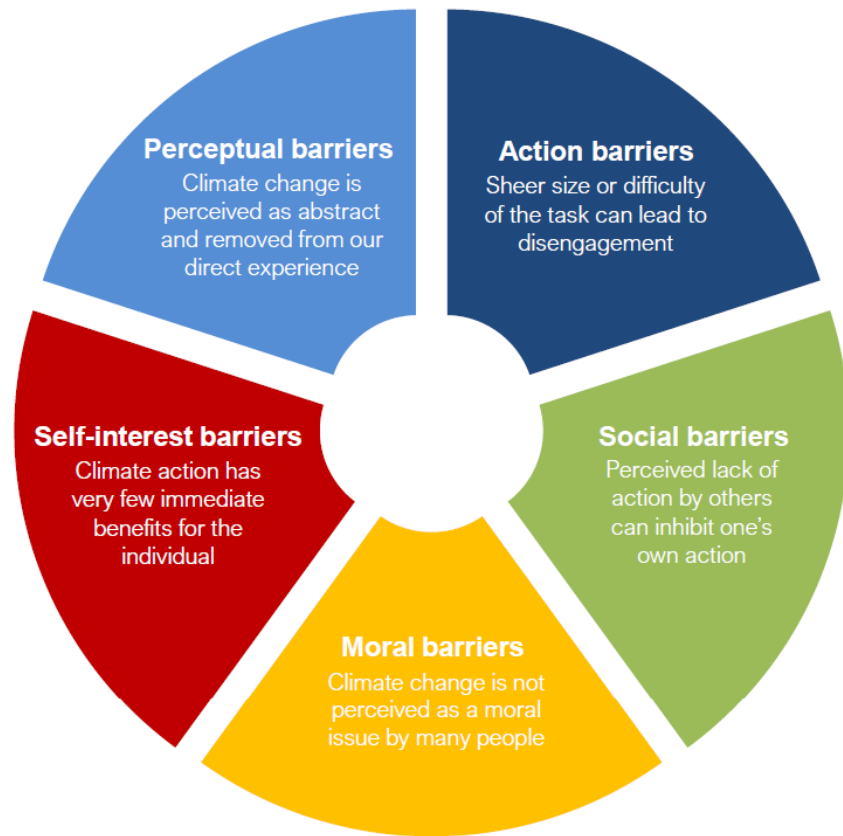 Perceptual barriers
Climate change is
perceived as abstract
and removed from our
direct experience
Action barriers
Sheer size or difficulty
of the task can lead to
disengagement
Self-interest barriers
Climate action has
very few immediate
benefits for the
individual
Social barriers
Perceived lack of
action by others
can inhibit one's
own action
Moral barriers
Climate change is not
perceived as a moral
issue by many people